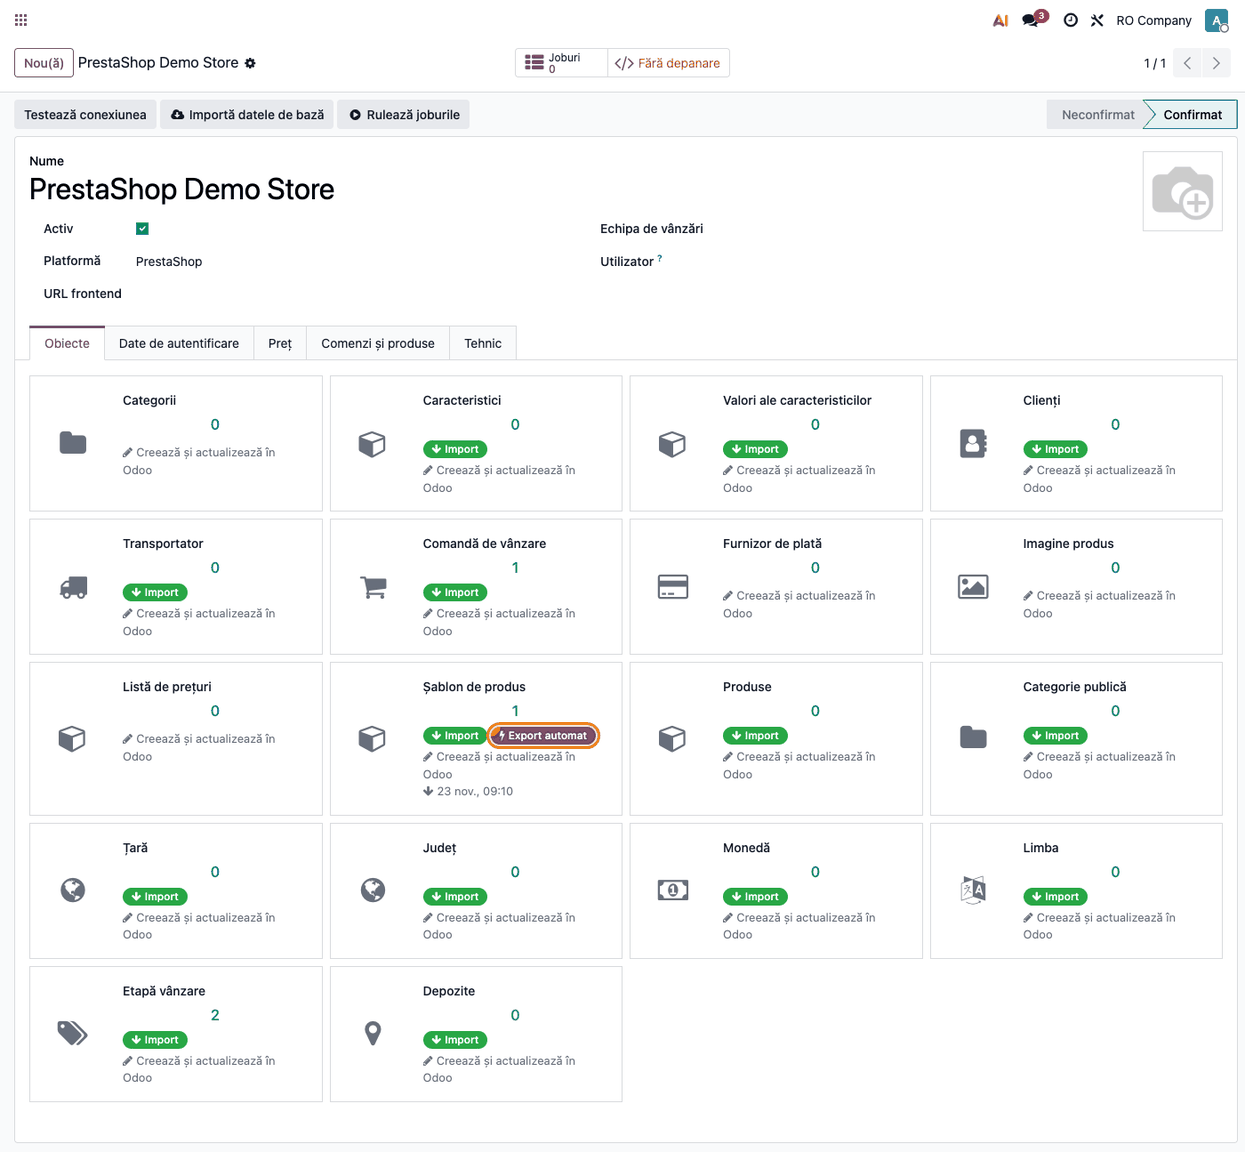 AI 3 RO Company A
Nou(ă) PrestaShop Demo Store Joburi 0 </> Fără depanare 1 / 1
Testează conexiunea Importă datele de bază Rulează joburile Neconfirmat Confirmat
Nume
PrestaShop Demo Store
Activ Echipa de vânzări
Platformă PrestaShop Utilizator ?
URL frontend
Obiecte Date de autentificare Preț Comenzi și produse Tehnic
Categorii
0
Creează și actualizează în
Odoo
Caracteristici
0
Import
Creează și actualizează în
Odoo
Valori ale caracteristicilor
0
Import
Creează și actualizează în
Odoo
Clienți
0
Import
Creează și actualizează în
Odoo
Transportator
0
Import
Creează și actualizează în
Odoo
Comandă de vânzare
1
Import
Creează și actualizează în
Odoo
Furnizor de plată
0
Creează și actualizează în
Odoo
Imagine produs
0
Creează și actualizează în
Odoo
Listă de prețuri
0
Creează și actualizează în
Odoo
Șablon de produs
1
Import Export automat
Creează și actualizează în
Odoo
23 nov., 09:10
Produse
0
Import
Creează și actualizează în
Odoo
Categorie publică
0
Import
Creează și actualizează în
Odoo
Țară
0
Import
Creează și actualizează în
Odoo
Județ
0
Import
Creează și actualizează în
Odoo
Monedă
0
Import
Creează și actualizează în
Odoo
Limba
0
Import
Creează și actualizează în
Odoo
Etapă vânzare
2
Import
Creează și actualizează în
Odoo
Depozite
0
Import
Creează și actualizează în
Odoo